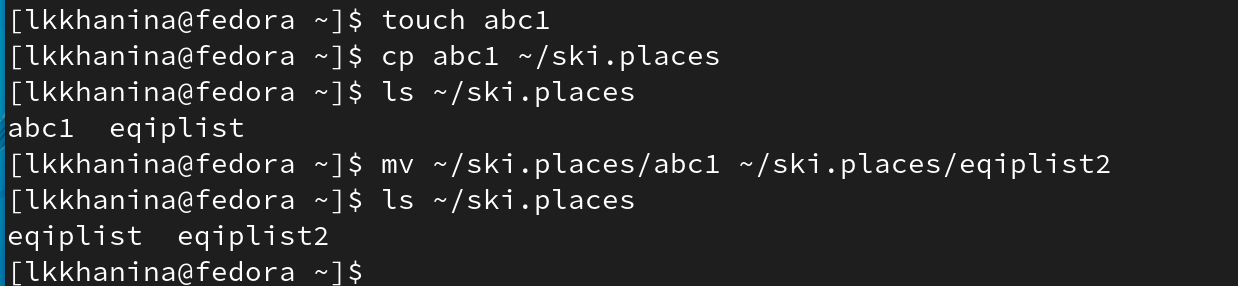 [lkkhanina@fedora ~]$ touch abc1
[lkkhanina@fedora ~]$ cp abc1 ~/ski.places
[lkkhanina@fedora ~]$ ls ~/ski.places
abc1  eqiplist
[lkkhanina@fedora ~]$ mv ~/ski.places/abc1 ~/ski.places/eqiplist2
[lkkhanina@fedora ~]$ ls ~/ski.places
eqiplist  eqiplist2
[lkkhanina@fedora ~]$